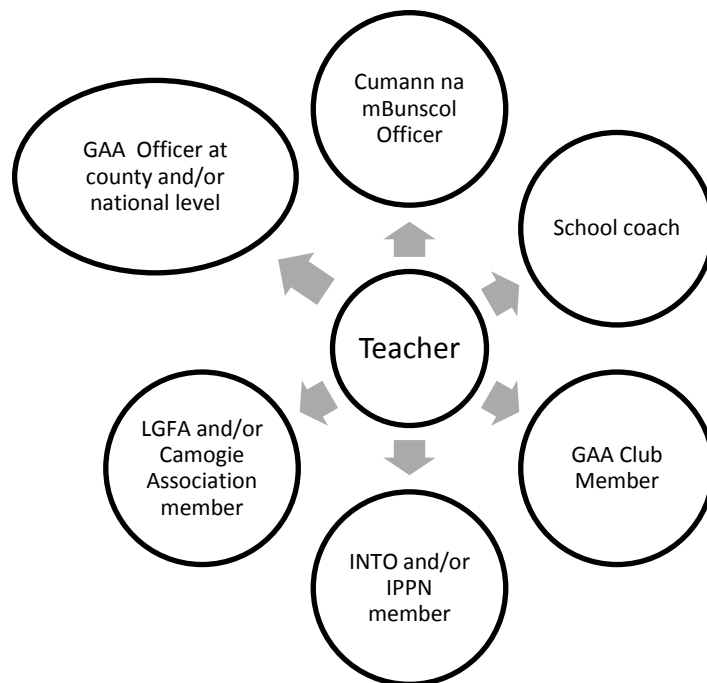 Cumann na
mBunscol
Officer
GAA Officer at
county and/or
national level
School coach
Teacher
LGFA and/or
Camogie
Association
member
GAA Club
Member
INTO and/or
IPPN
member